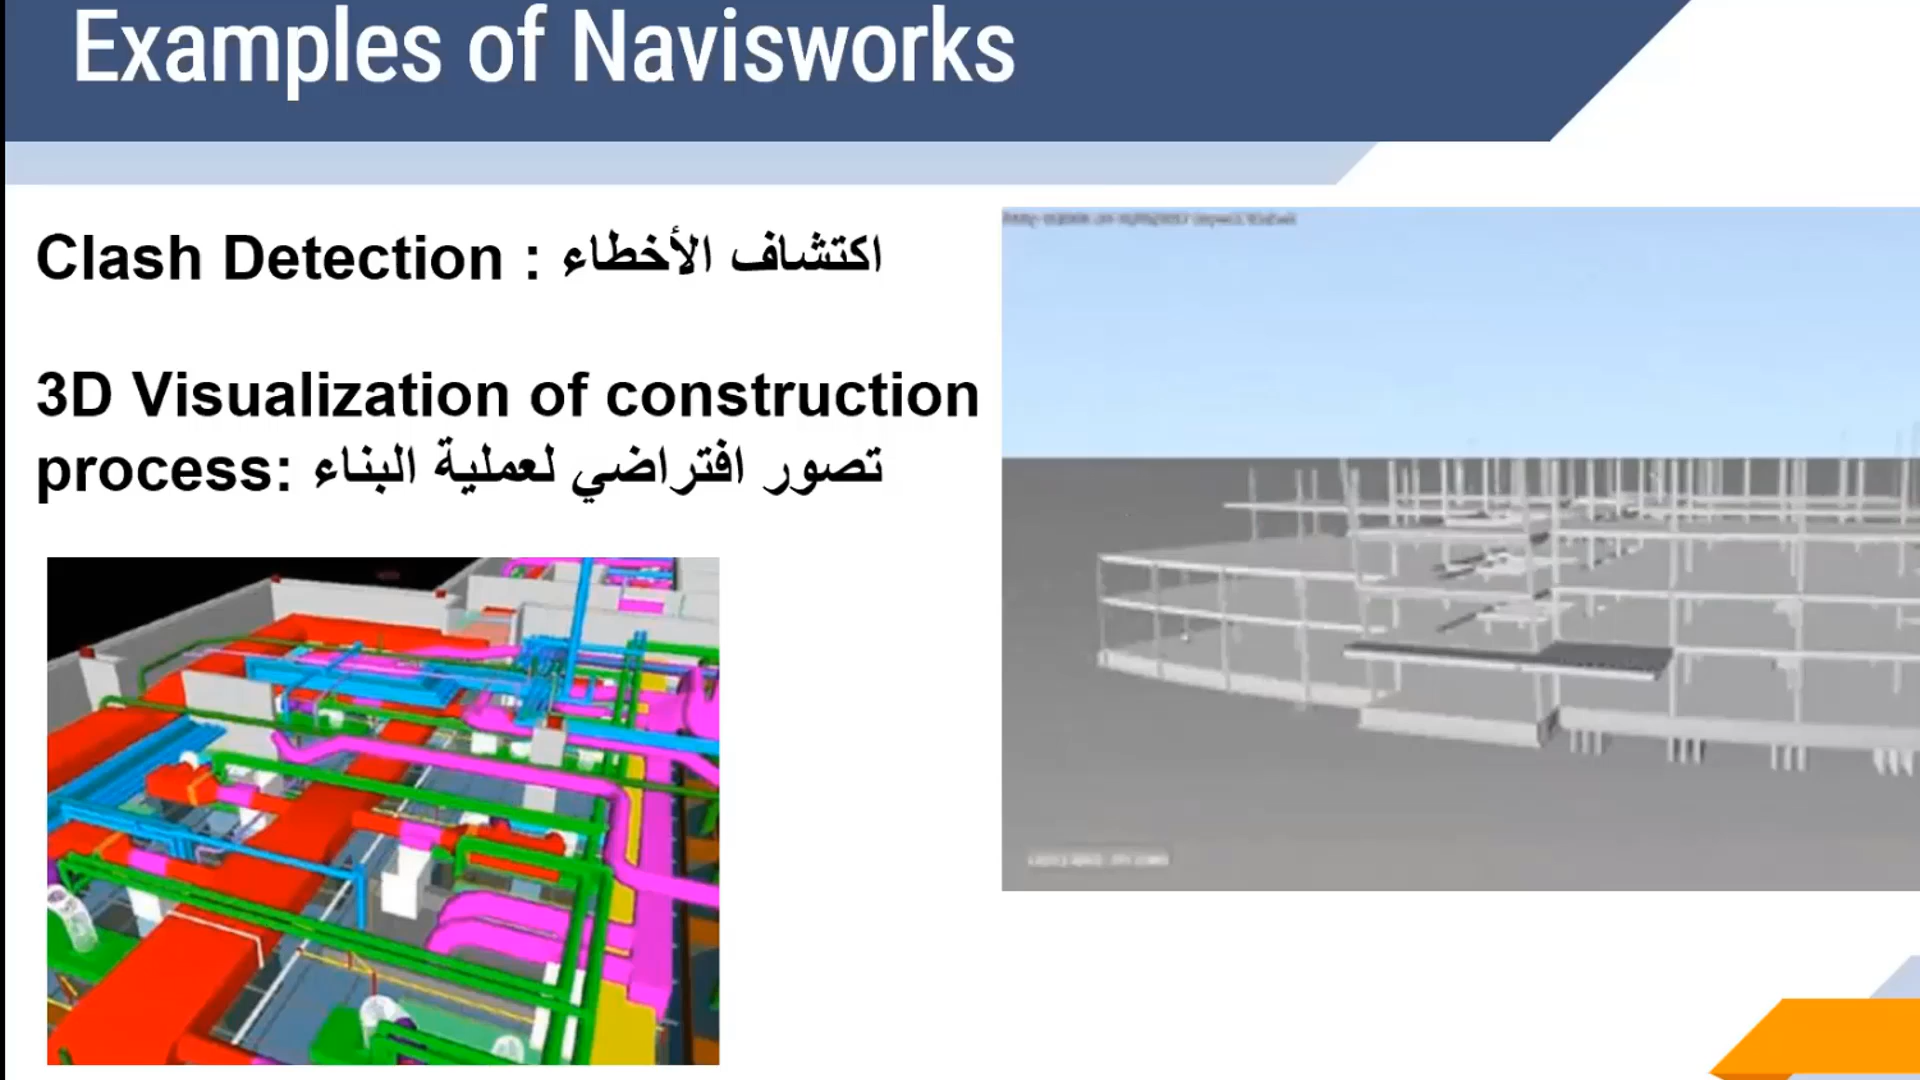 Examples of Navisworks
Clash Detection : اكتشاف الأخطاء
3D Visualization of construction
process: تصور افتراضي لعملية البناء